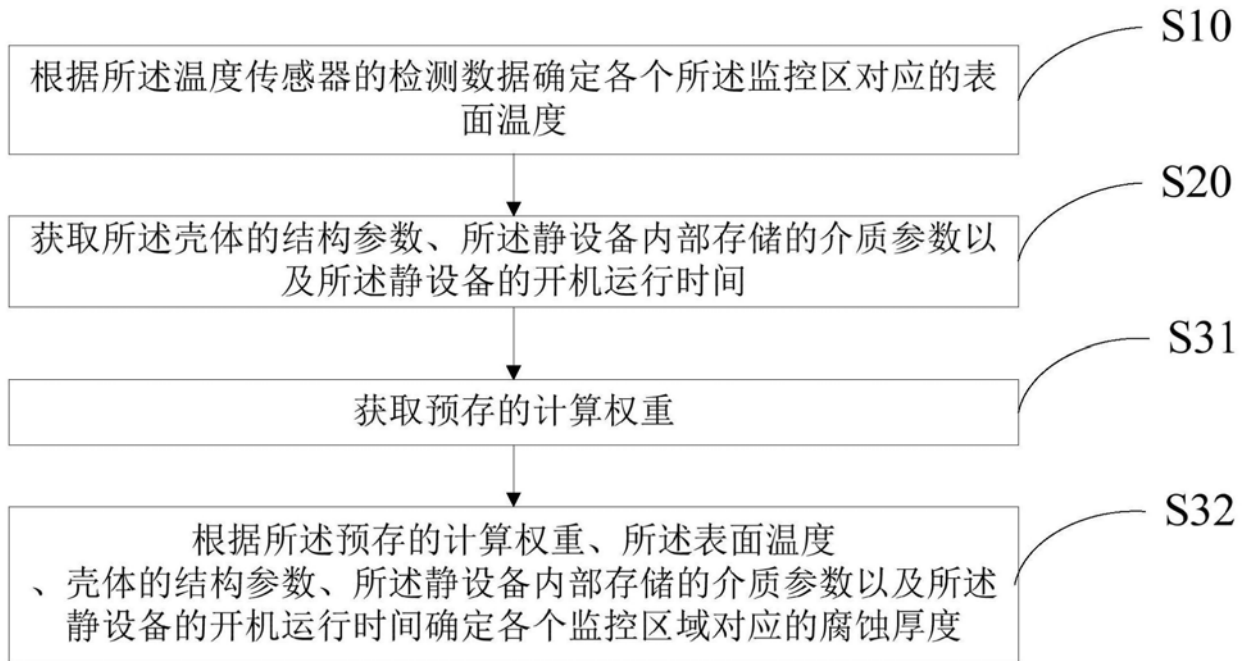 S10
根据所述温度传感器的检测数据确定各个所述监控区对应的表
面温度
S20
获取所述壳体的结构参数、所述静设备内部存储的介质参数以
及所述静设备的开机运行时间
S31
获取预存的计算权重
S32
根据所述预存的计算权重、所述表面温度
、壳体的结构参数、所述静设备内部存储的介质参数以及所述
静设备的开机运行时间确定各个监控区域对应的腐蚀厚度